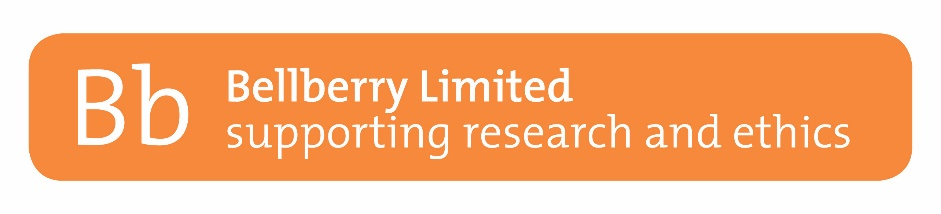 Bb
Bellberry Limited
supporting research and ethics